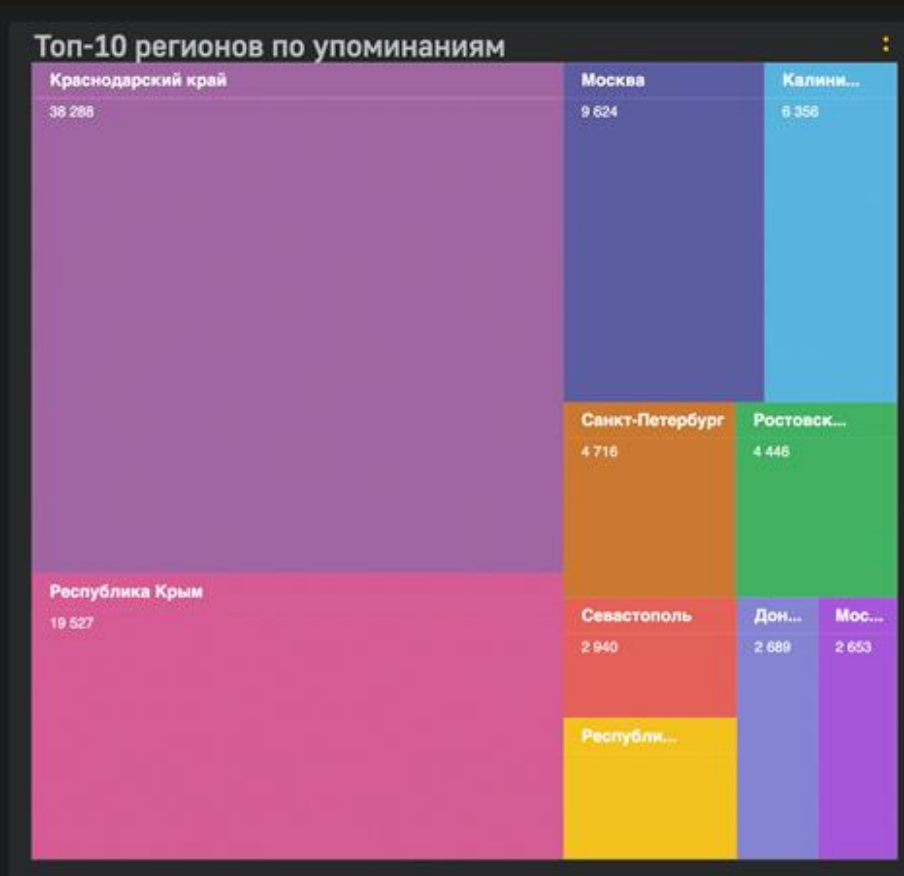 Топ-10 регионов по упоминаниям
Краснодарский край
38 288
Москва
9 624
Калини...
6 356
Санкт-Петербург
4 716
Ростовск...
4 446
Республика Крым
19 527
Севастополь
2 940
Дон...
2 689
Мос...
2 653
Республи...